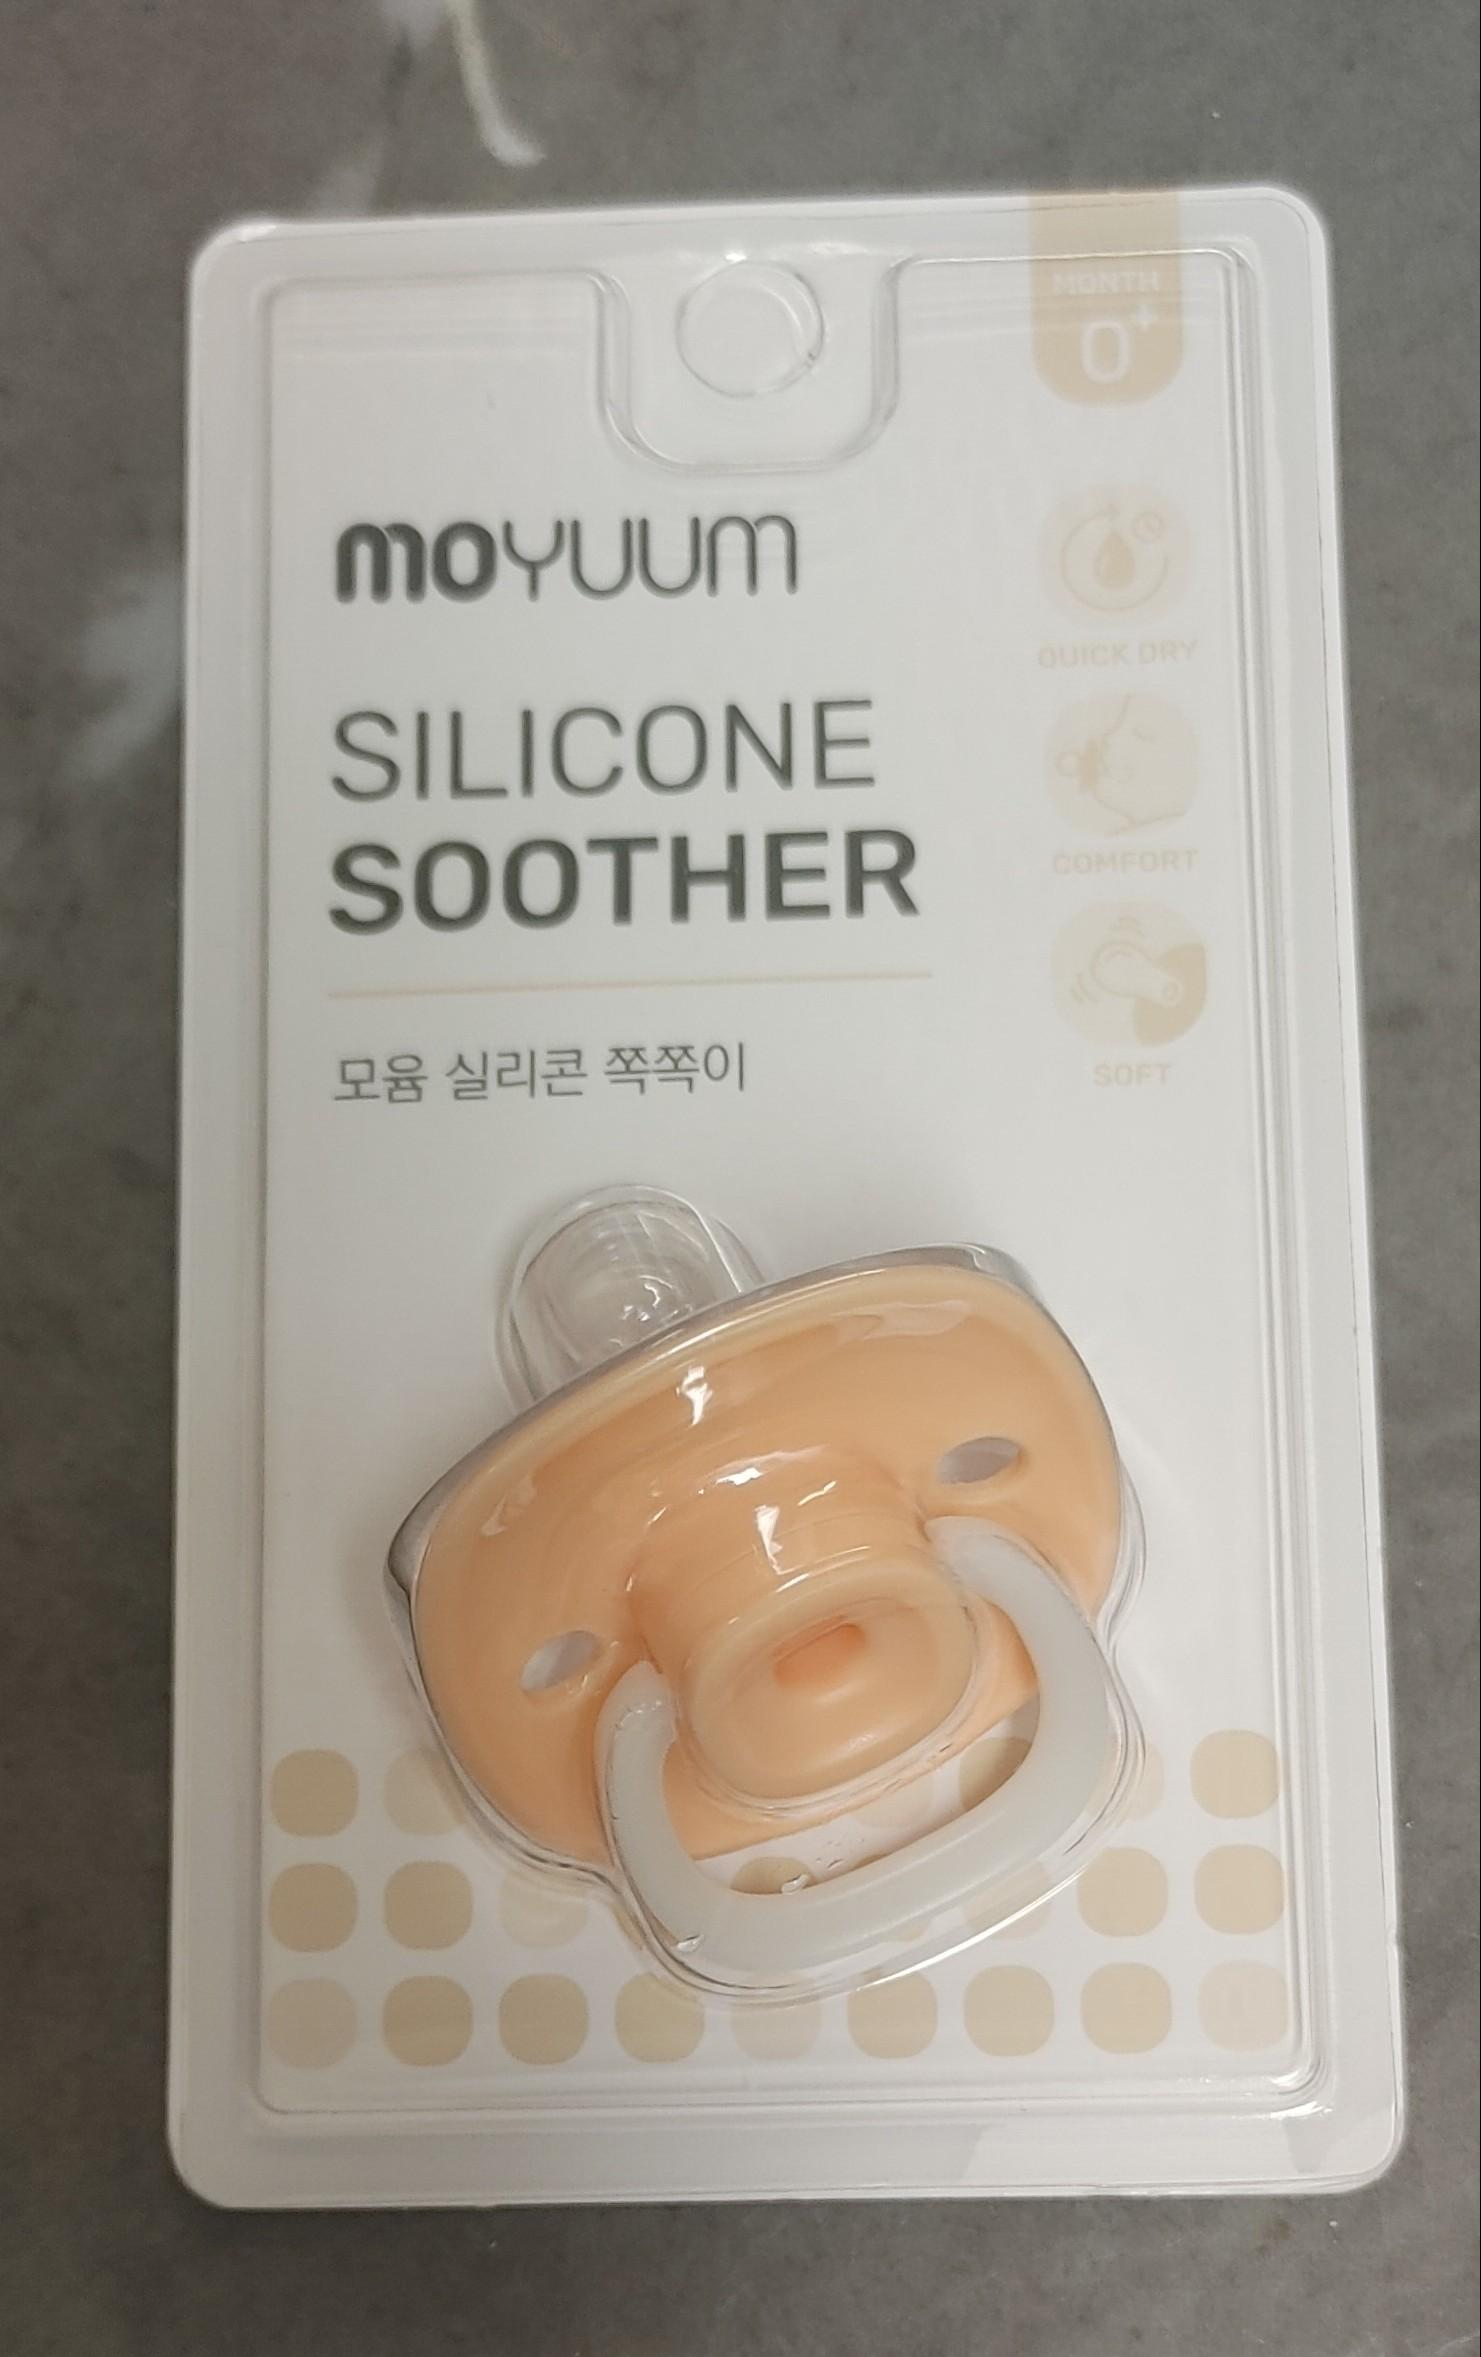 MONTH
0+
moyuum
SILICONE
SOOTHER
모윰 실리콘 쪽쪽이
QUICK DRY
COMFORT
SOFT